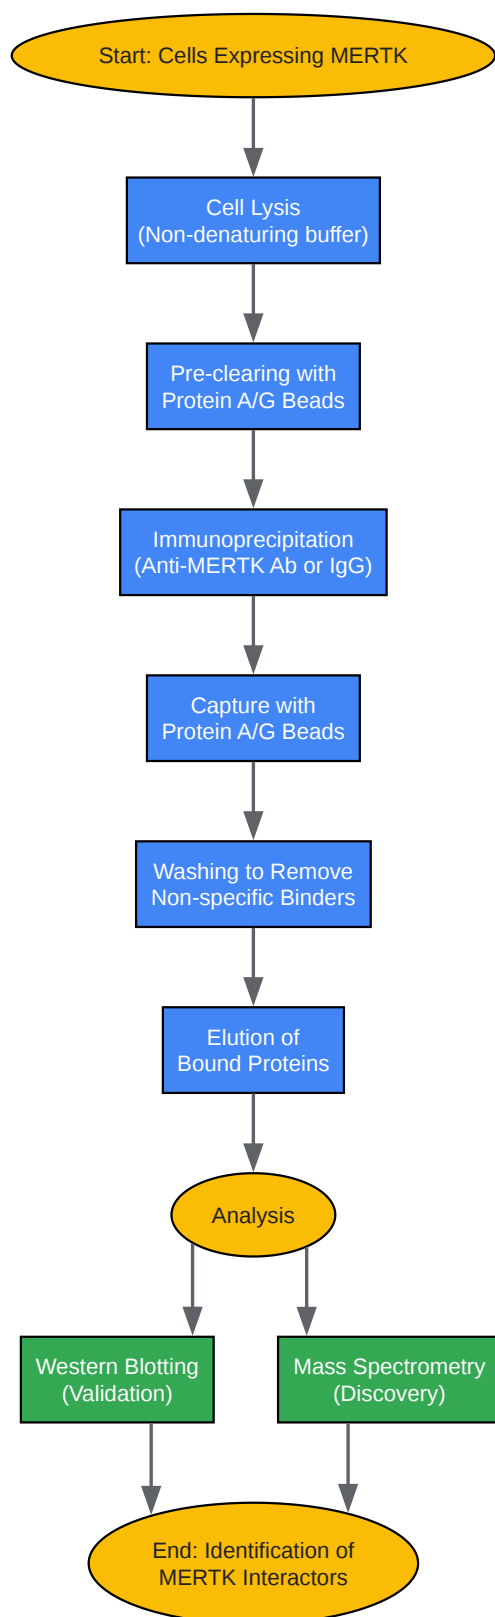 Start: Cells Expressing MERTK
Cell Lysis
(Non-denaturing buffer)
Pre-clearing with
Protein A/G Beads
Immunoprecipitation
(Anti-MERTK Ab or IgG)
Capture with
Protein A/G Beads
Washing to Remove
Non-specific Binders
Elution of
Bound Proteins
Analysis
Western Blotting
(Validation)
Mass Spectrometry
(Discovery)
End: Identification of
MERTK Interactors